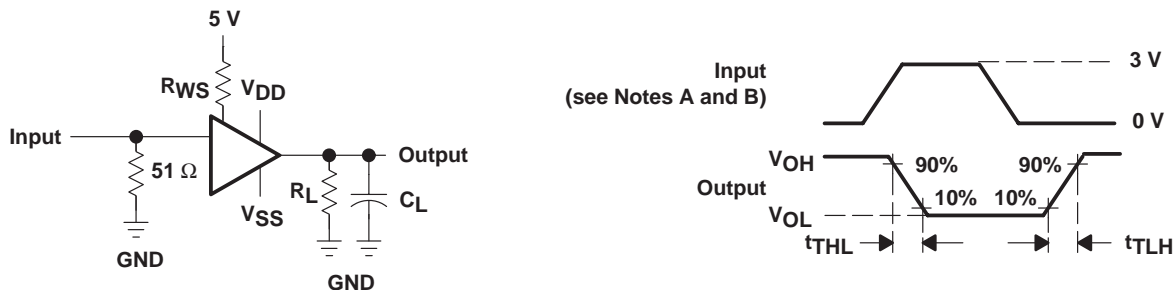 5 V
RWS
VDD
Input
51 Ω
VSS
RL
CL
Output
GND
GND
Input
(see Notes A and B)
3 V
0 V
VOH
Output
VOL
90%
90%
10%
10%
tTHL
tTLH